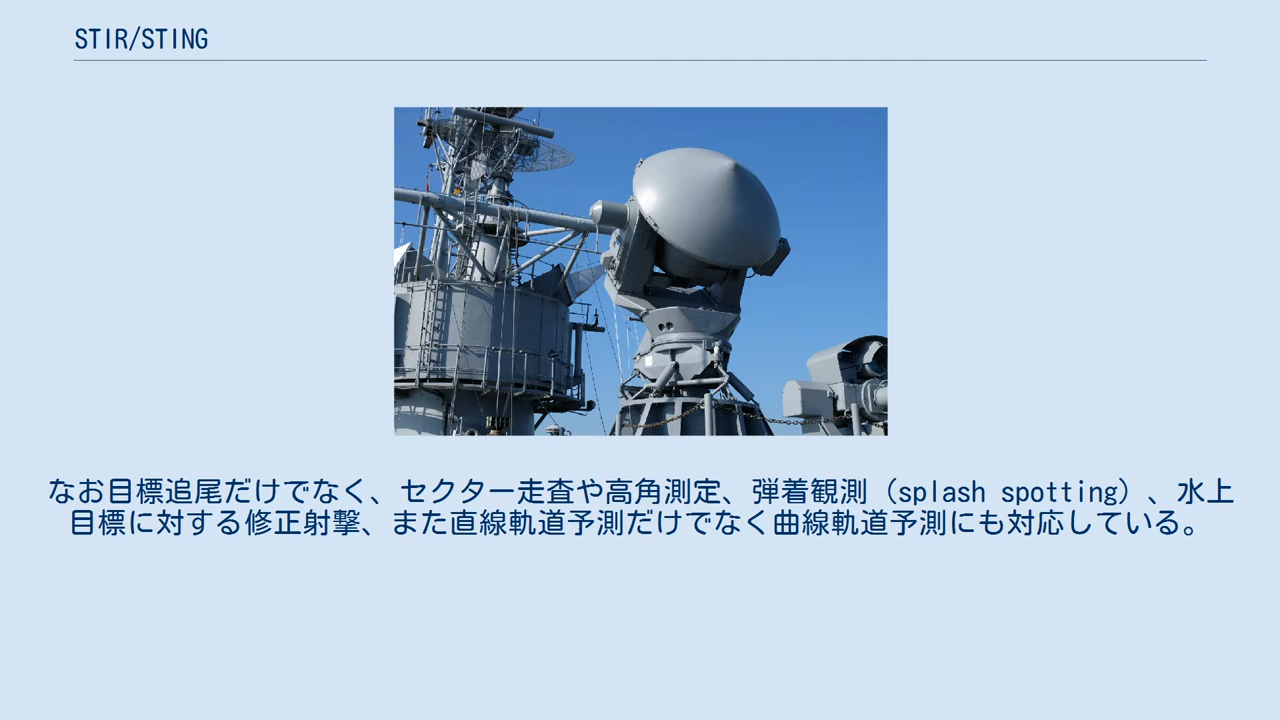 STIR/STING
なお目標追尾だけでなく、セクター走査や高角測定、弾着観測（splash spotting）、水上
目標に対する修正射撃、また直線軌道予測だけでなく曲線軌道予測にも対応している。